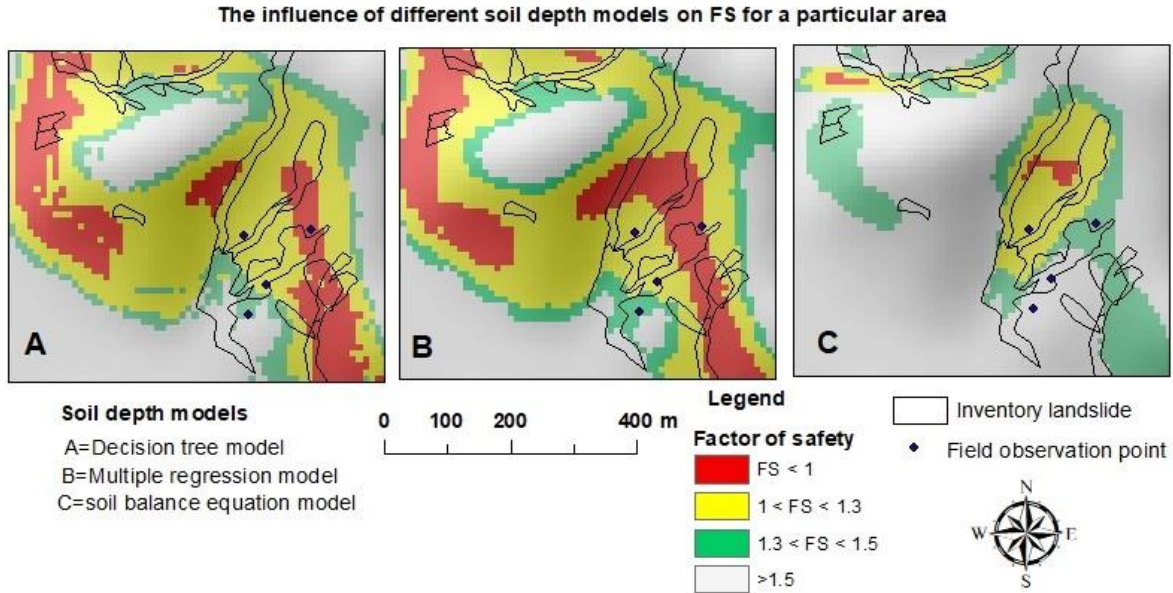 The influence of different soil depth models on FS for a particular area
A
B
C
Soil depth models
A=Decision tree model
B=Multiple regression model
C=soil balance equation model
0 100 200 400 m
Legend
Factor of safety
FS < 1
1 < FS < 1.3
1.3 < FS < 1.5
>1.5
Inventory landslide
Field observation point
N
W E
S